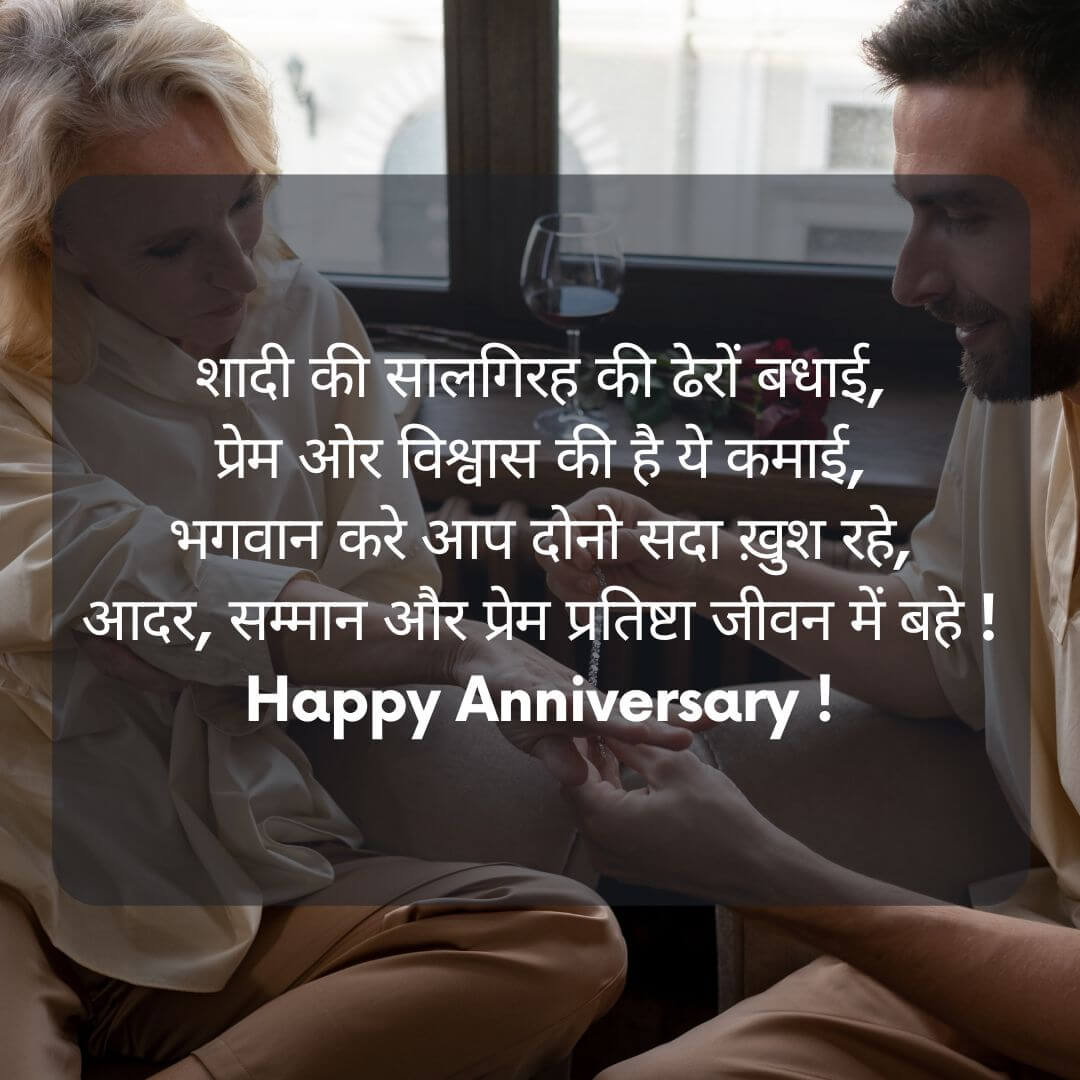 शादी की सालगिरह की ढेरों बधाई,
प्रेम ओर विश्वास की है ये कमाई,
भगवान करे आप दोनो सदा ख़ुश रहे,
आदर, सम्मान और प्रेम प्रतिष्टा जीवन में बहे !
Happy Anniversary !